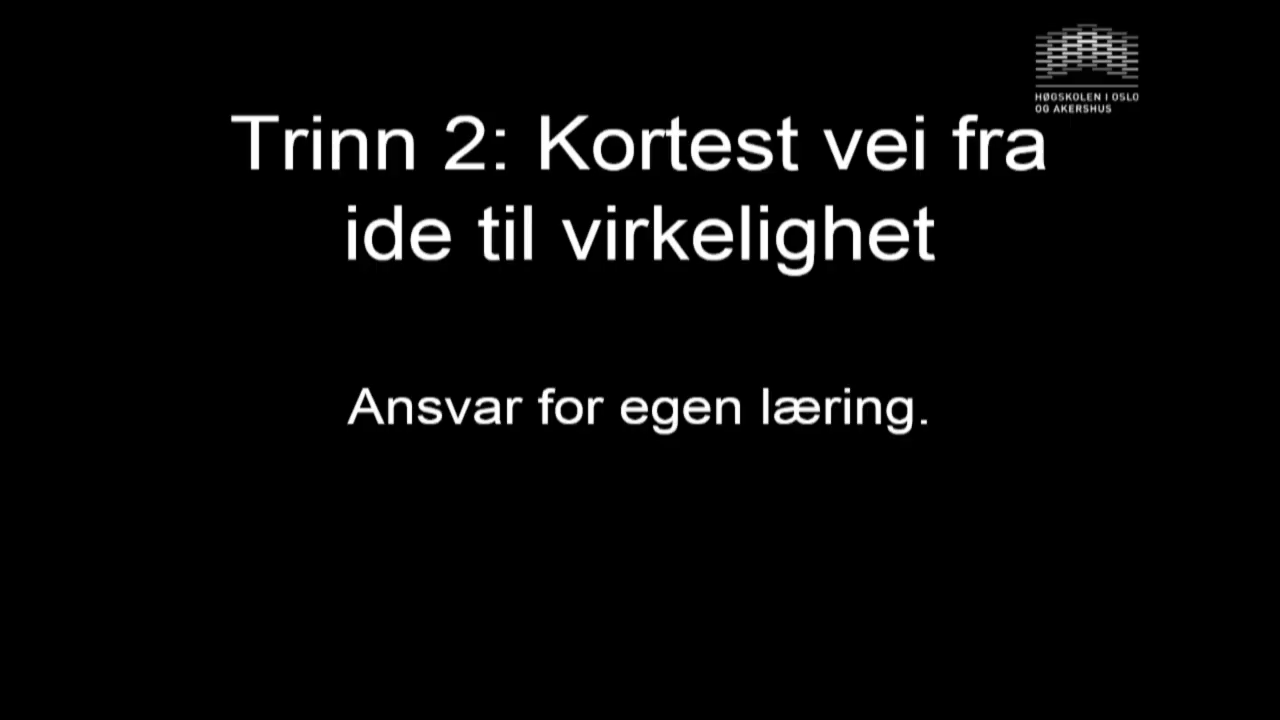 HØGSKOLEN I OSLO
OG AKERSHUS
Trinn 2: Kortest vei fra
ide til virkelighet
Ansvar for egen læring.